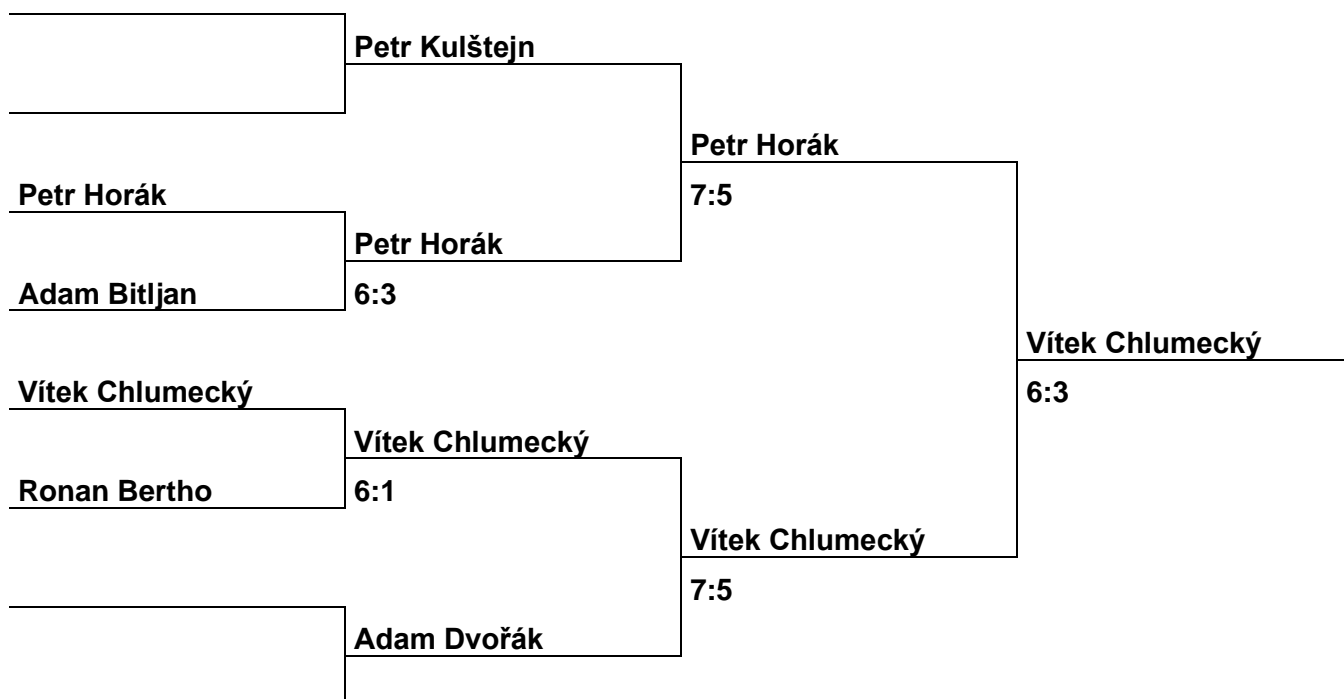 Petr Kulštejn
Petr Horák
Petr Horák
7:5
Petr Horák
Adam Bitljan
6:3
Vítek Chlumecký
Vítek Chlumecký
6:3
Vítek Chlumecký
Ronan Bertho
6:1
Vítek Chlumecký
7:5
Adam Dvořák